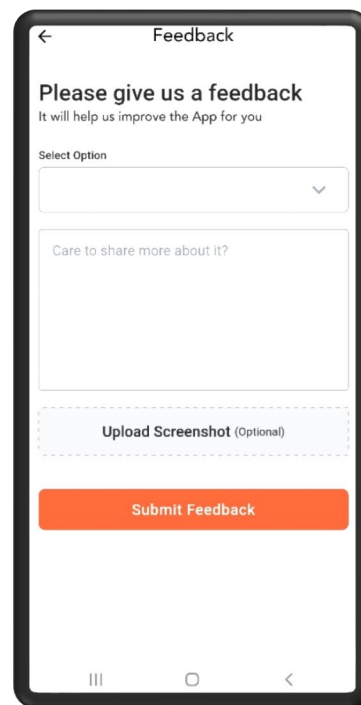 Feedback
Please give us a feedback
It will help us improve the App for you
Select Option
Care to share more about it?
Upload Screenshot (Optional)
Submit Feedback